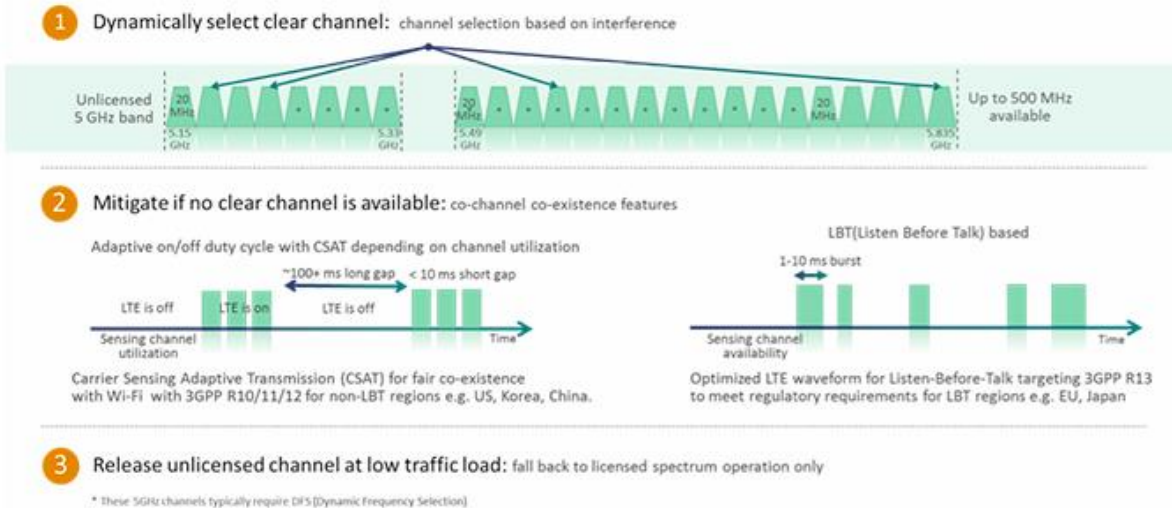 1 Dynamically select clear channel: channel selection based on interference
Unlicensed
5 GHz band
20
MHz
5.15
GHz
5.33
GHz
20
MHz
5.49
GHz
20
MHz
5.835
GHz
Up to 500 MHz
available
2 Mitigate if no clear channel is available: co-channel co-existence features
Adaptive on/off duty cycle with CSAT depending on channel utilization
~100+ ms long gap
< 10 ms short gap
LTE is off
LTE is on
LTE is off
Sensing channel
utilization
Time
Carrier Sensing Adaptive Transmission (CSAT) for fair co-existence
with Wi-Fi with 3GPP R10/11/12 for non-LBT regions e.g. US, Korea, China.
LBT(Listen Before Talk) based
1-10 ms burst
Sensing channel
availability
Time
Optimized LTE waveform for Listen-Before-Talk targeting 3GPP R13
to meet regulatory requirements for LBT regions e.g. EU, Japan
3 Release unlicensed channel at low traffic load: fall back to licensed spectrum operation only
* These 5GHz channels typically require DFS (Dynamic Frequency Selection)